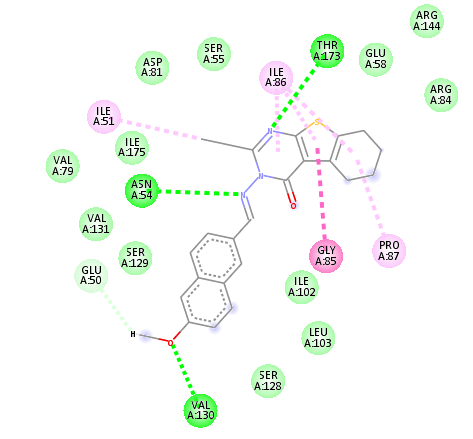 ARG
A:144
THR
A:173
SER
A:55
GLU
A:58
ASP
A:81
ILE
A:86
ARG
A:84
ILE
A:51
S
N
ILE
A:175
VAL
A:79
N
ASN
A:54
N
O
VAL
A:131
PRO
A:87
GLY
A:85
SER
A:129
GLU
A:50
ILE
A:102
H
O
LEU
A:103
SER
A:128
VAL
A:130